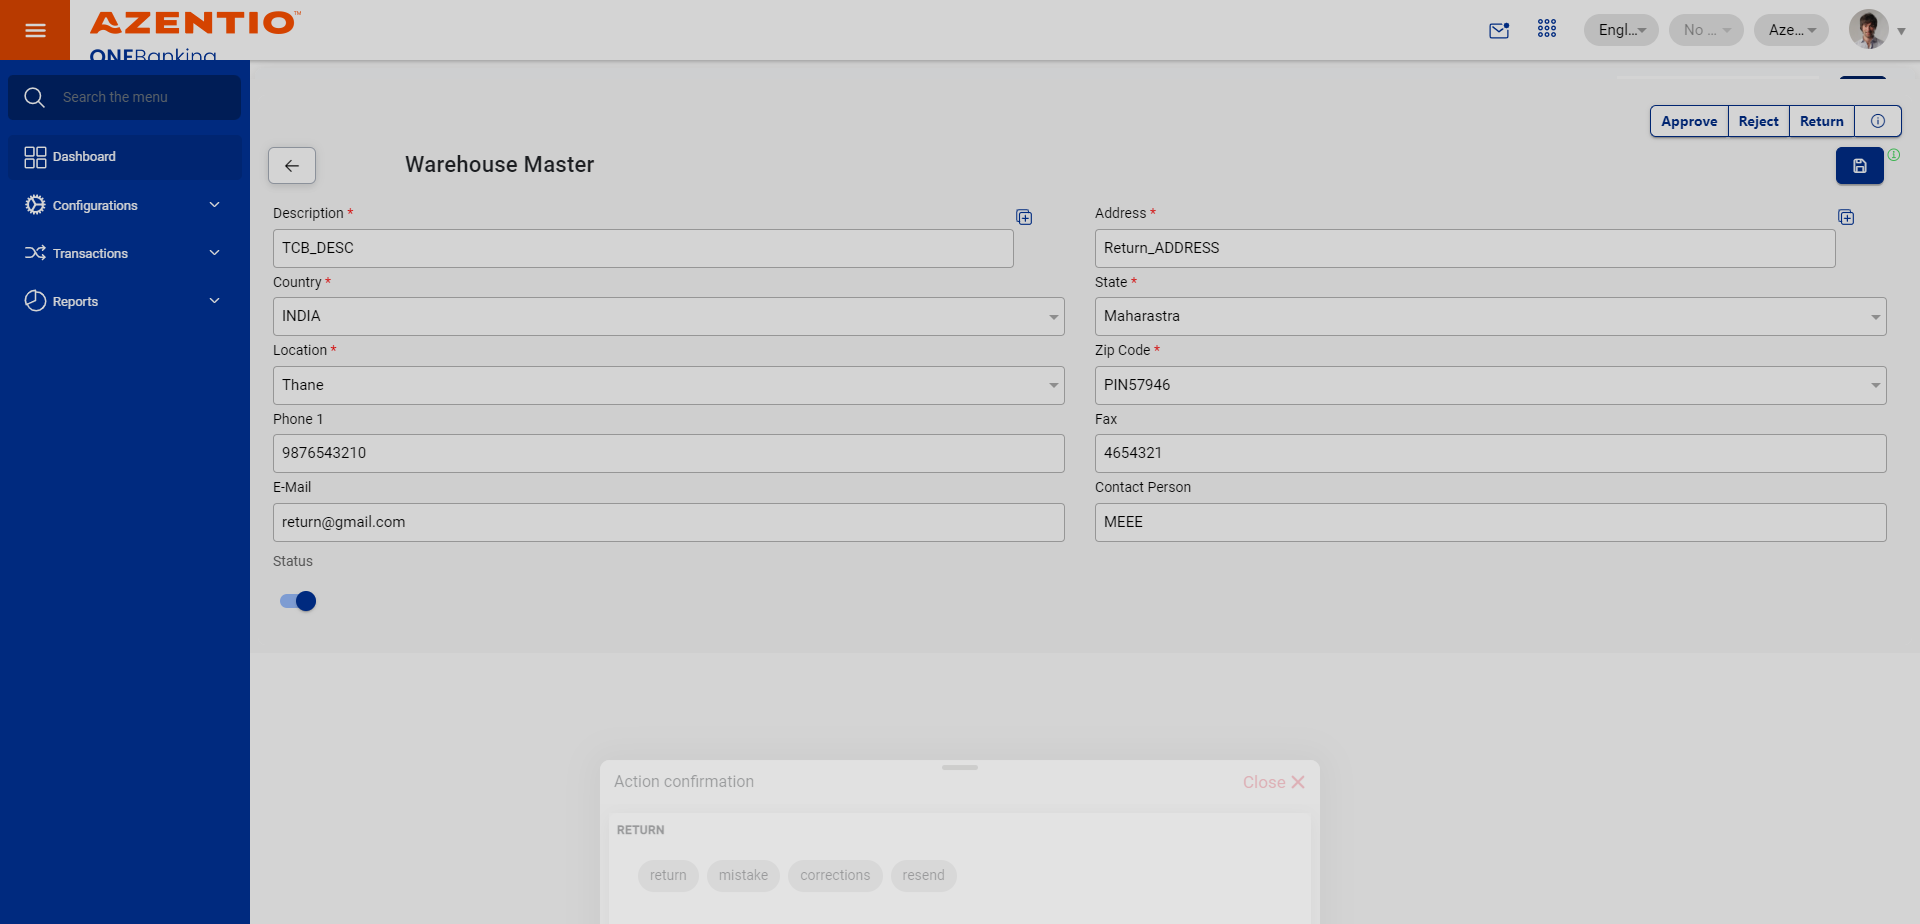 AZENTIO™
ONEBanking
Engl...
No ...
Aze...
Search the menu
Dashboard
Configurations
Transactions
Reports
Approve
Reject
Return
Warehouse Master
Description *
Address *
TCB_DESC
Return_ADDRESS
Country *
State *
INDIA
Maharastra
Location *
Zip Code *
Thane
PIN57946
Phone 1
Fax
9876543210
4654321
E-Mail
Contact Person
return@gmail.com
MEEE
Status
Action confirmation
Close
RETURN
return
mistake
corrections
resend